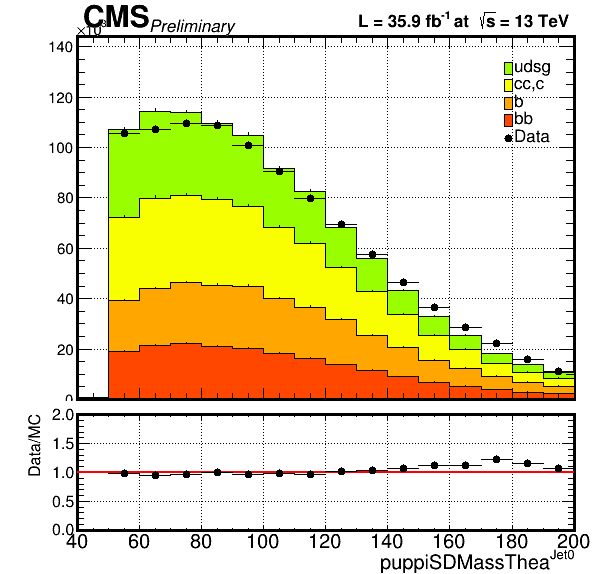 CMS Preliminary L = 35.9 fb⁻¹ at √s = 13 TeV
×10³
140
120
100
80
60
40
20
0
udsg
cc,c
b
bb
Data
Data/MC
2.0
1.5
1.0
0.5
0.0
40 60 80 100 120 140 160 180 200
puppiSDMassThea Jet0